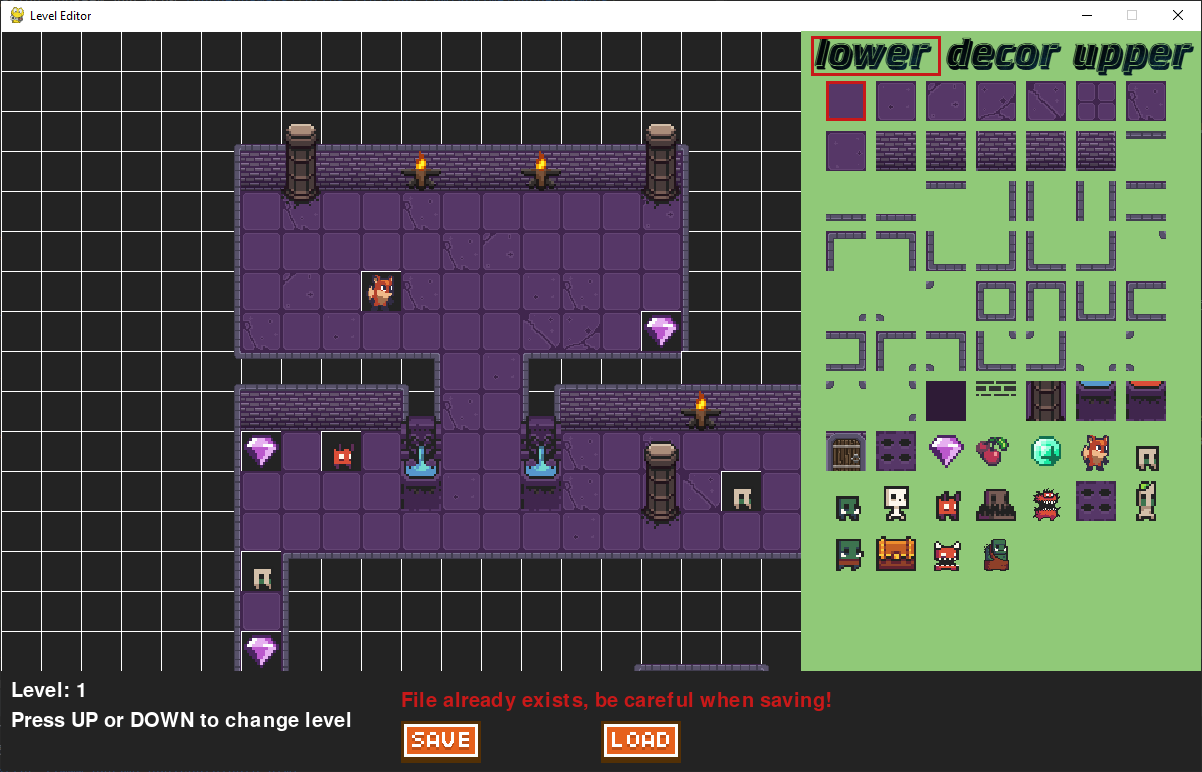 Level Editor
lower decor upper
Level: 1
Press UP or DOWN to change level
File already exists, be careful when saving!
SAVE
LOAD